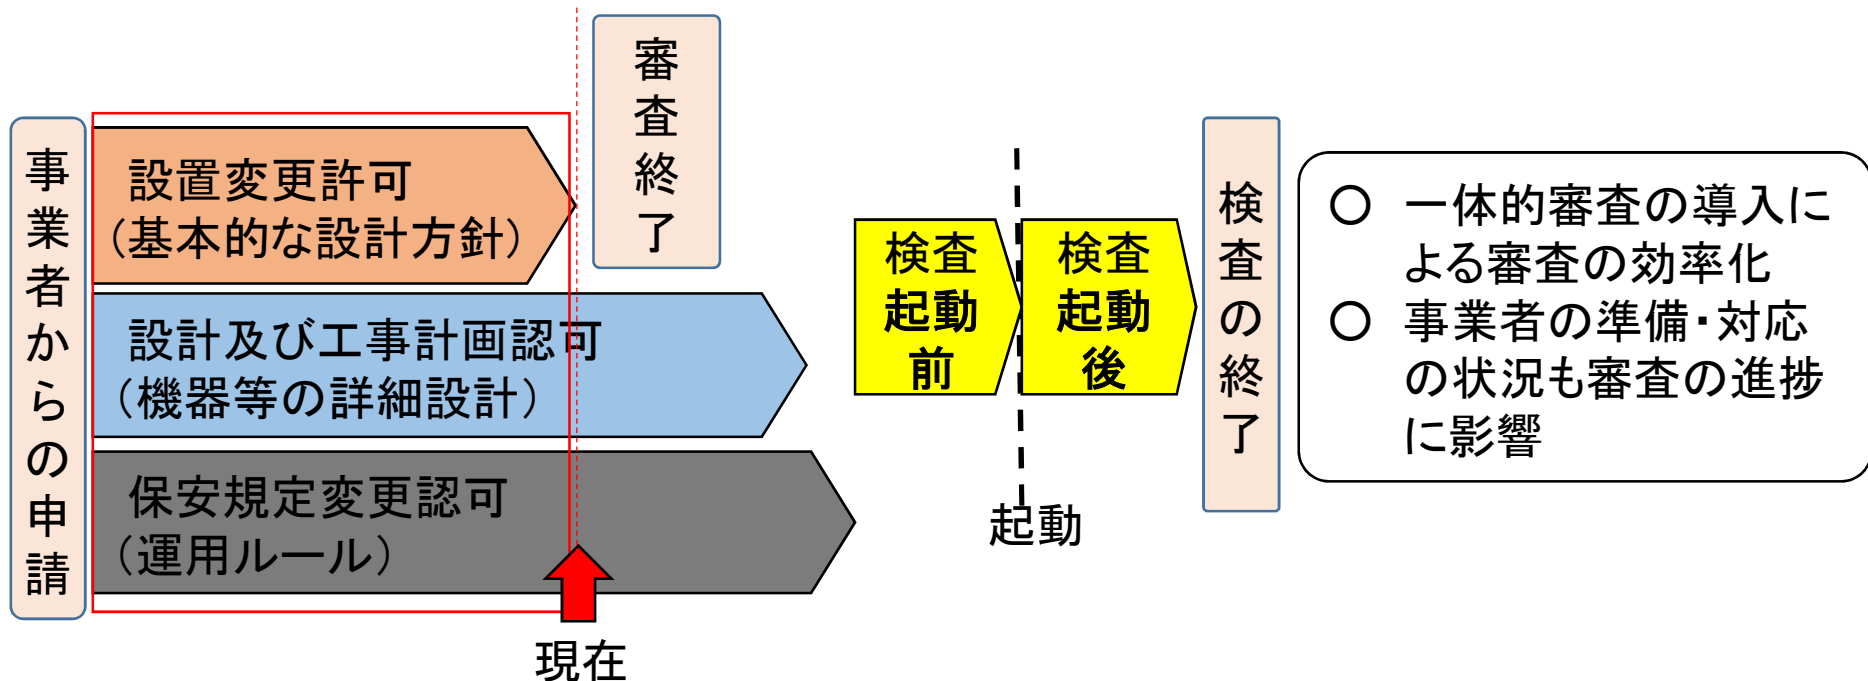 事業者からの申請
設置変更許可
（基本的な設計方針）
設計及び工事計画認可
（機器等の詳細設計）
保安規定変更認可
（運用ルール）
現在
審査終了
検査
起動
前
検査
起動
後
起動
検査の終了
○ 一体的審査の導入に
よる審査の効率化
○ 事業者の準備・対応
の状況も審査の進捗
に影響